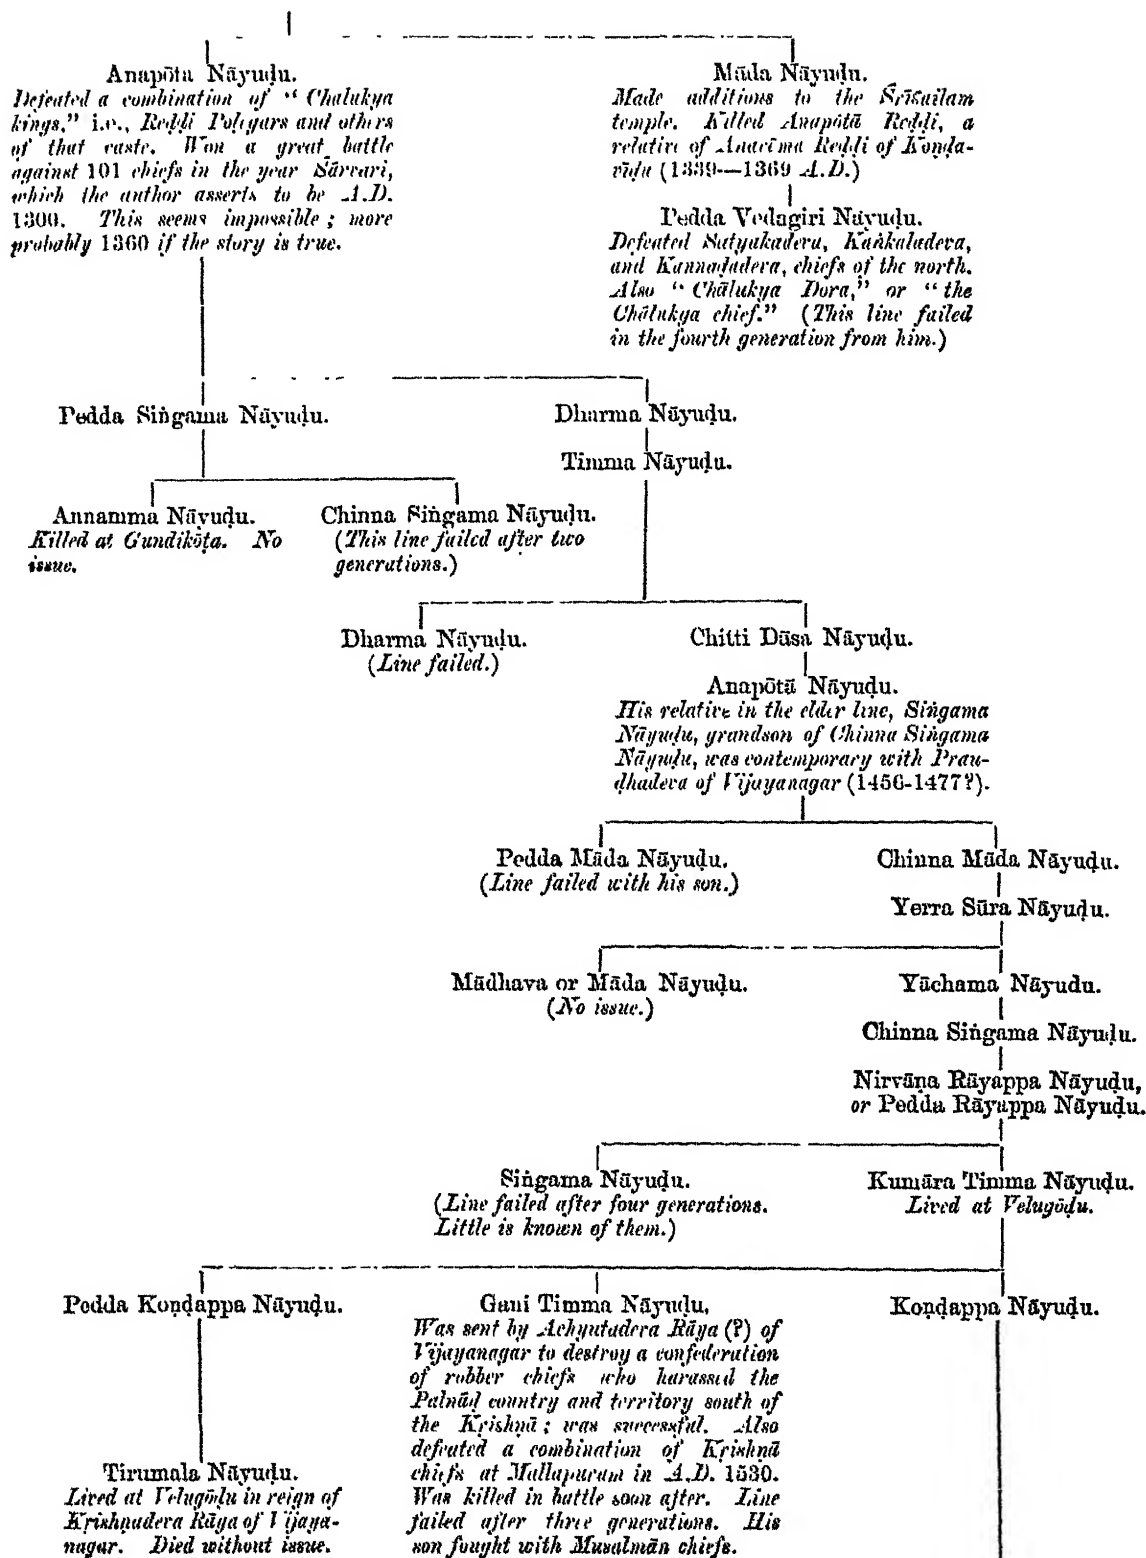 Anapōta Nāyuḍu.
Defeated a combination of "Chalukya
kings," i.e., Reḍḍi Poligars and others
of that caste. Won a great battle
against 101 chiefs in the year Śārvari,
which the author asserts to be A.D.
1300. This seems impossible; more
probably 1360 if the story is true.
Māda Nāyuḍu.
Made additions to the Śrīśailam
temple. Killed Anapōtā Reḍḍi, a
relative of Anavēma Reḍḍi of Konḍa-
vīḍu (1339—1369 A.D.)
Pedda Vedagiri Nāyuḍu.
Defeated Satyakadeva, Kaṅkaladeva,
and Kannaḍadeva, chiefs of the north.
Also "Chālukya Dora," or "the
Chālukya chief." (This line failed
in the fourth generation from him.)
Pedda Siṅgama Nāyuḍu.
Dharma Nāyuḍu.
Timma Nāyuḍu.
Annamma Nāyuḍu.
Killed at Gundikōṭa. No
issue.
Chinna Siṅgama Nāyuḍu.
(This line failed after two
generations.)
Dharma Nāyuḍu.
(Line failed.)
Chitti Dāsa Nāyuḍu.
Anapōtā Nāyuḍu.
His relative in the elder line, Siṅgama
Nāyuḍu, grandson of Chinna Siṅgama
Nāyuḍu, was contemporary with Prau-
ḍhadeva of Vijayanagar (1456-1477?).
Pedda Māda Nāyuḍu.
(Line failed with his son.)
Chinna Māda Nāyuḍu.
Yerra Sūra Nāyuḍu.
Mādhava or Māda Nāyuḍu.
(No issue.)
Yāchama Nāyudu.
Chinna Siṅgama Nāyuḍu.
Nirvāṇa Rāyappa Nāyuḍu,
or Pedda Rāyappa Nāyuḍu.
Siṅgama Nāyuḍu.
(Line failed after four generations.
Little is known of them.)
Kumāra Timma Nāyuḍu.
Lived at Velugōḍu.
Pedda Koṇḍappa Nāyuḍu.
Gani Timma Nāyuḍu,
Was sent by Achyutadeva Rāya (?) of
Vijayanagar to destroy a confederation
of robber chiefs who harassed the
Palnāḍ country and territory south of
the Kṛishṇā; was successful. Also
defeated a combination of Kṛishṇā
chiefs at Mallapuram in A.D. 1530.
Was killed in battle soon after. Line
failed after three generations. His
son fought with Musalmān chiefs.
Koṇḍappa Nāyuḍu.
Tirumala Nāyuḍu.
Lived at Velugōḍu in reign of
Kṛishṇadeva Rāya of Vijaya-
nagar. Died without issue.